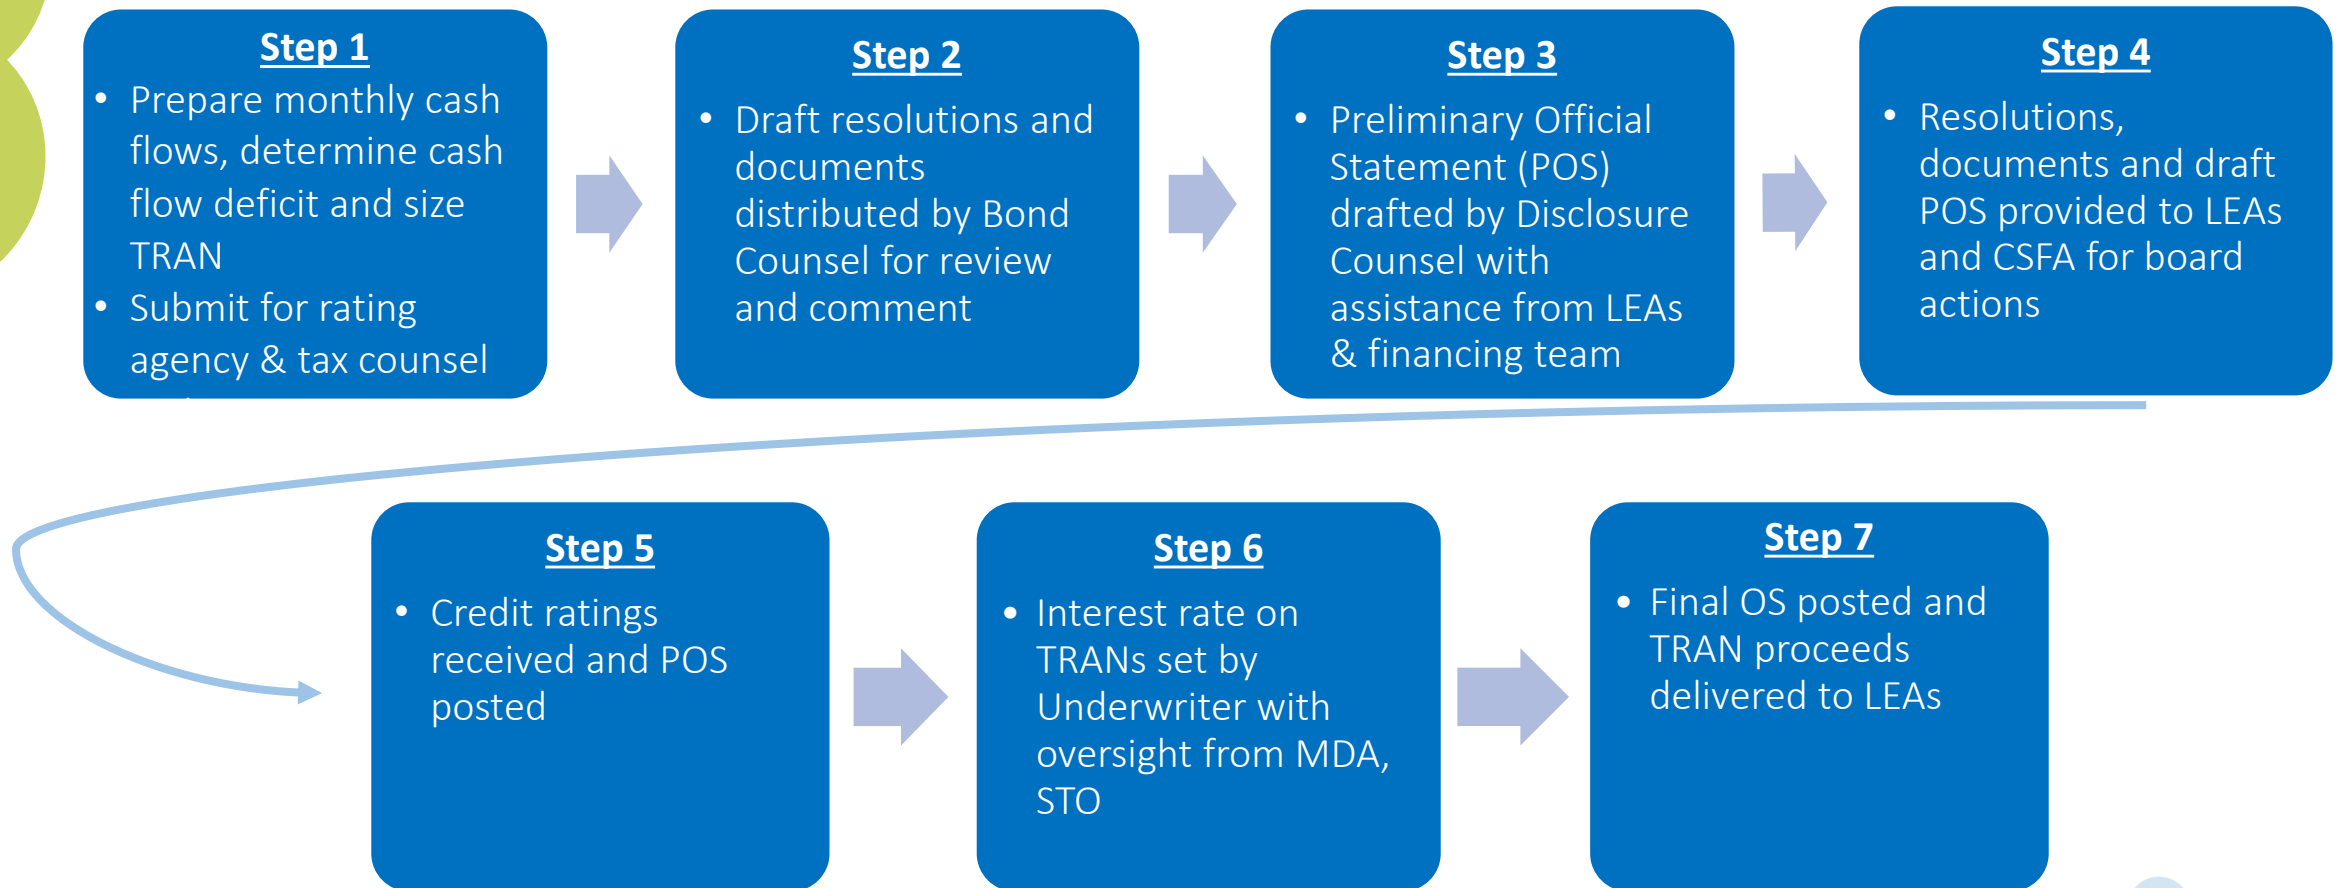 Step 1
• Prepare monthly cash
flows, determine cash
flow deficit and size
TRAN
• Submit for rating
agency & tax counsel
Step 2
• Draft resolutions and
documents
distributed by Bond
Counsel for review
and comment
Step 3
• Preliminary Official
Statement (POS)
drafted by Disclosure
Counsel with
assistance from LEAs
& financing team
Step 4
• Resolutions,
documents and draft
POS provided to LEAs
and CSFA for board
actions
Step 5
• Credit ratings
received and POS
posted
Step 6
• Interest rate on
TRANs set by
Underwriter with
oversight from MDA,
STO
Step 7
• Final OS posted and
TRAN proceeds
delivered to LEAs